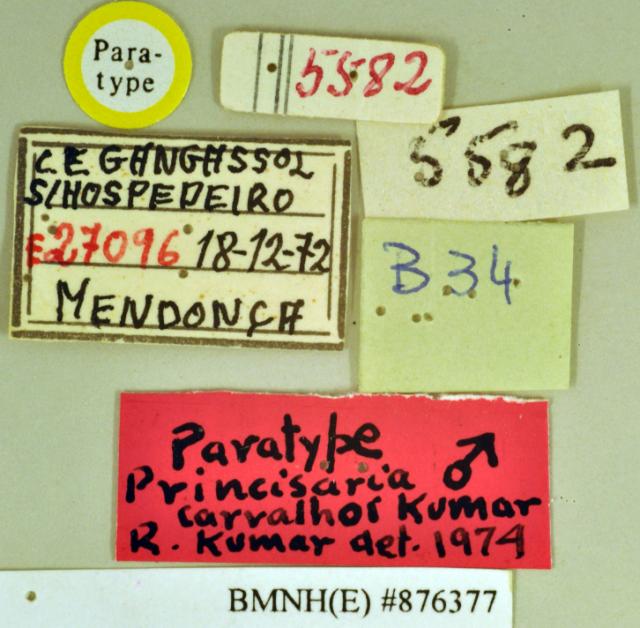 Para-
type
5582
5582
C.E GANGASSOL
S/HOSPEDEIRO
E27096 18-12-72
MENDONÇA
B34
Paratype ♂
Princisaria
carvalhoi Kumar
R. Kumar det. 1974
BMNH(E) #876377